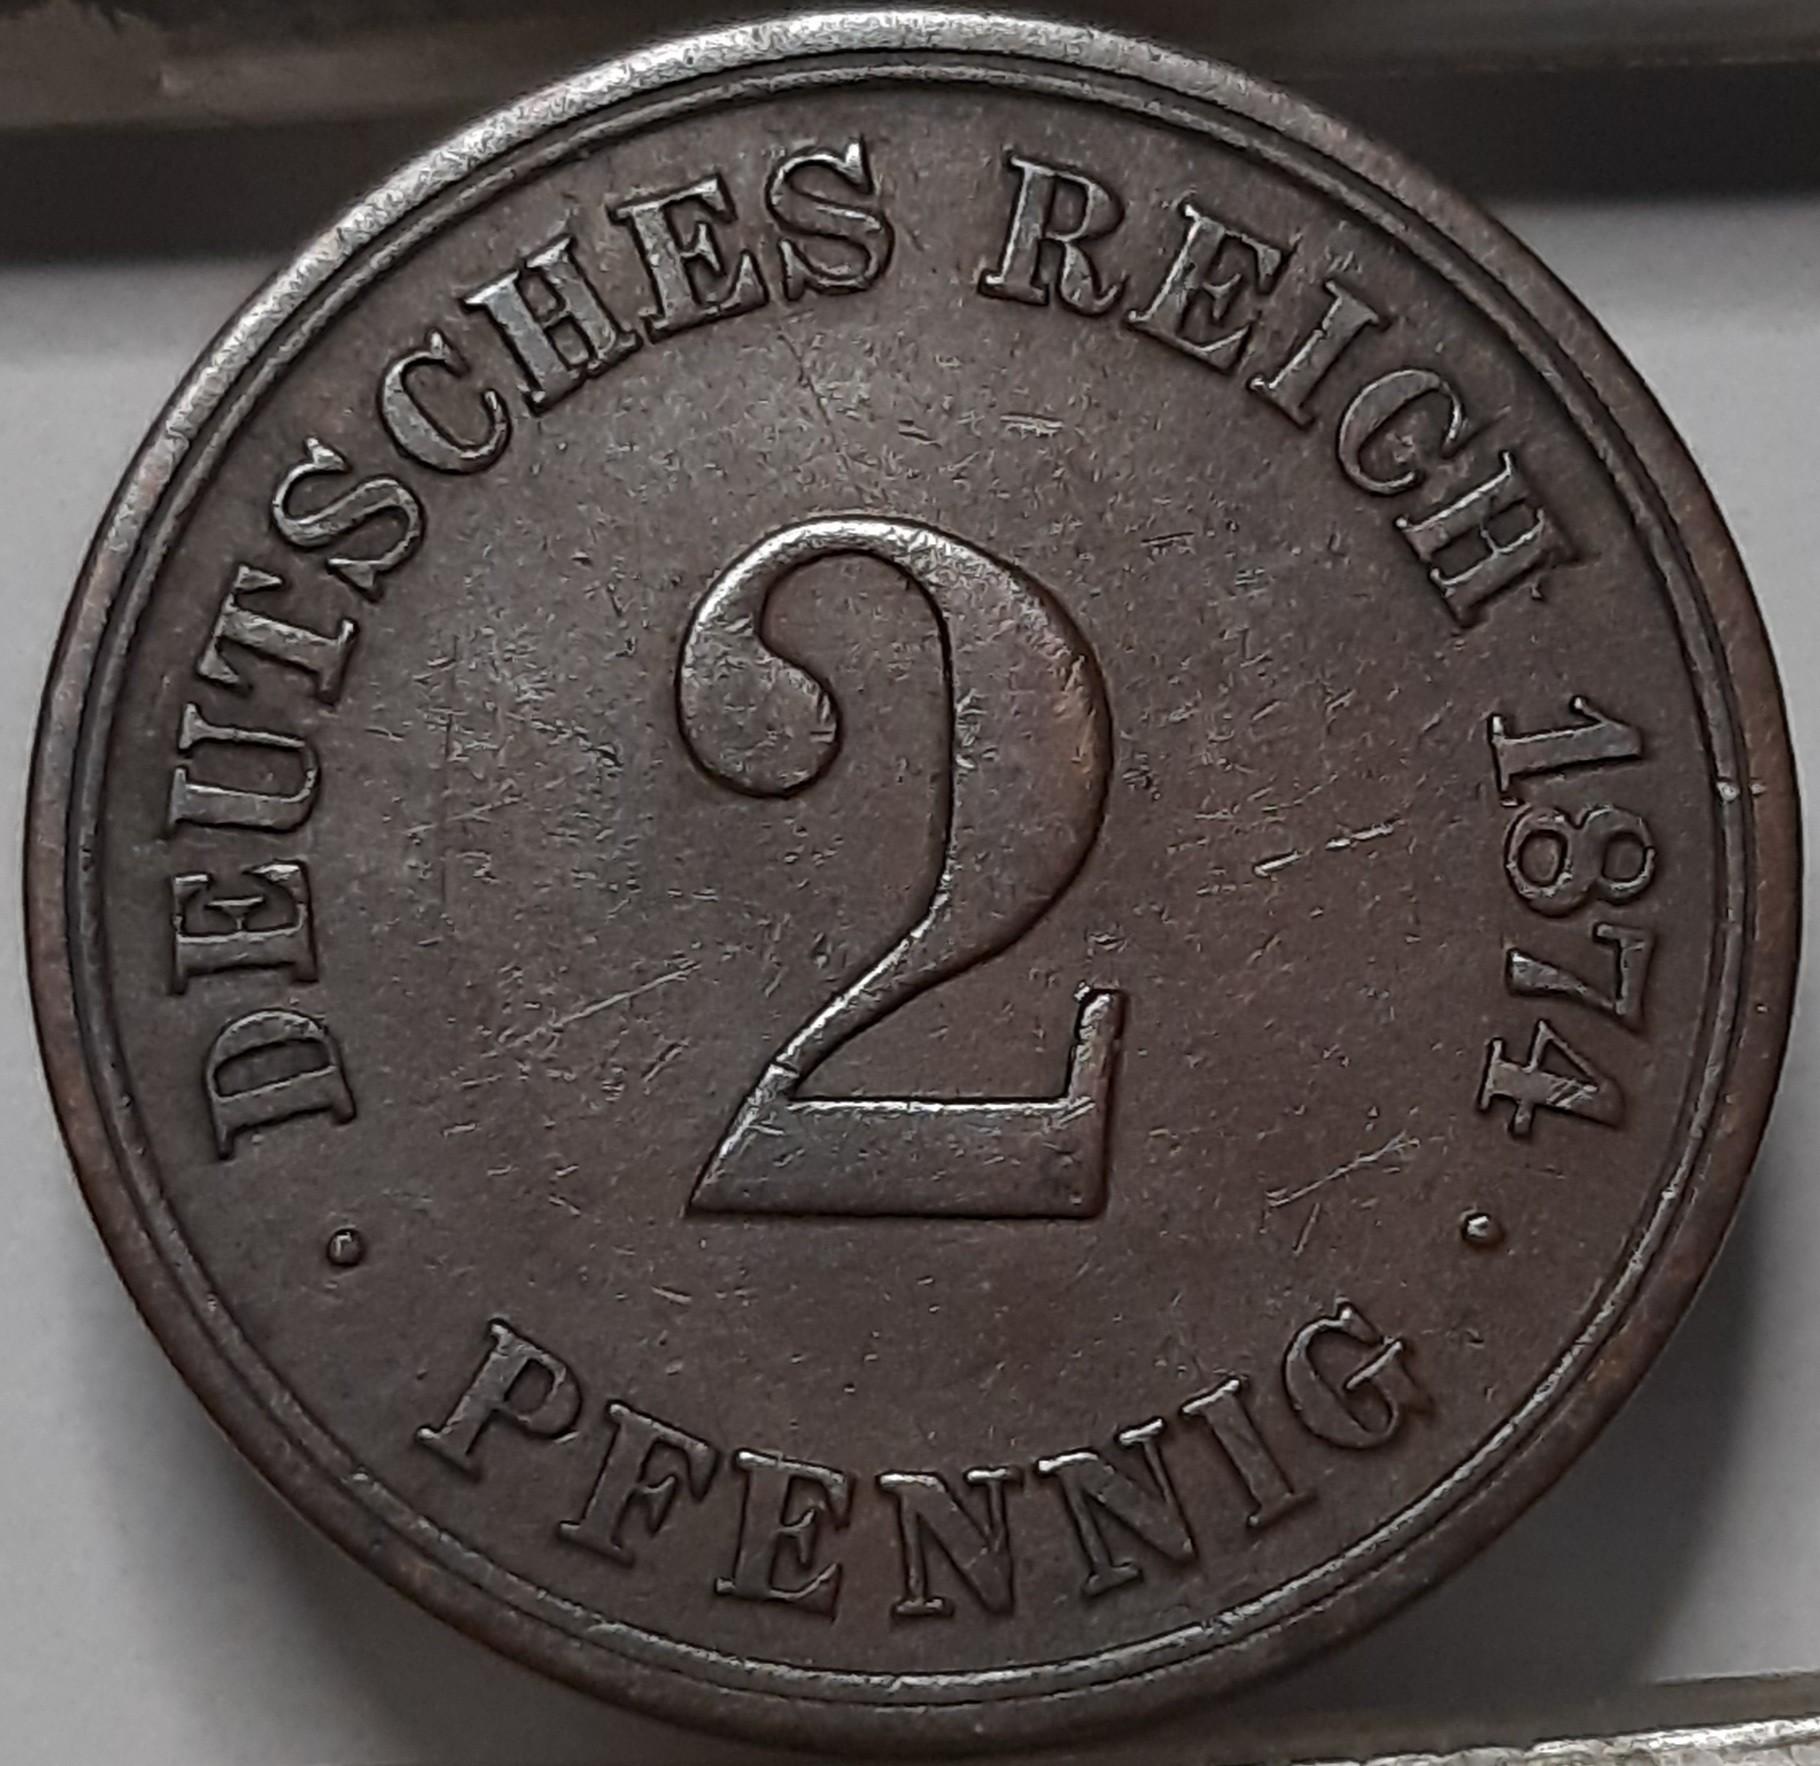 DEUTSCHES REICH 1874
2
· PFENNIG ·